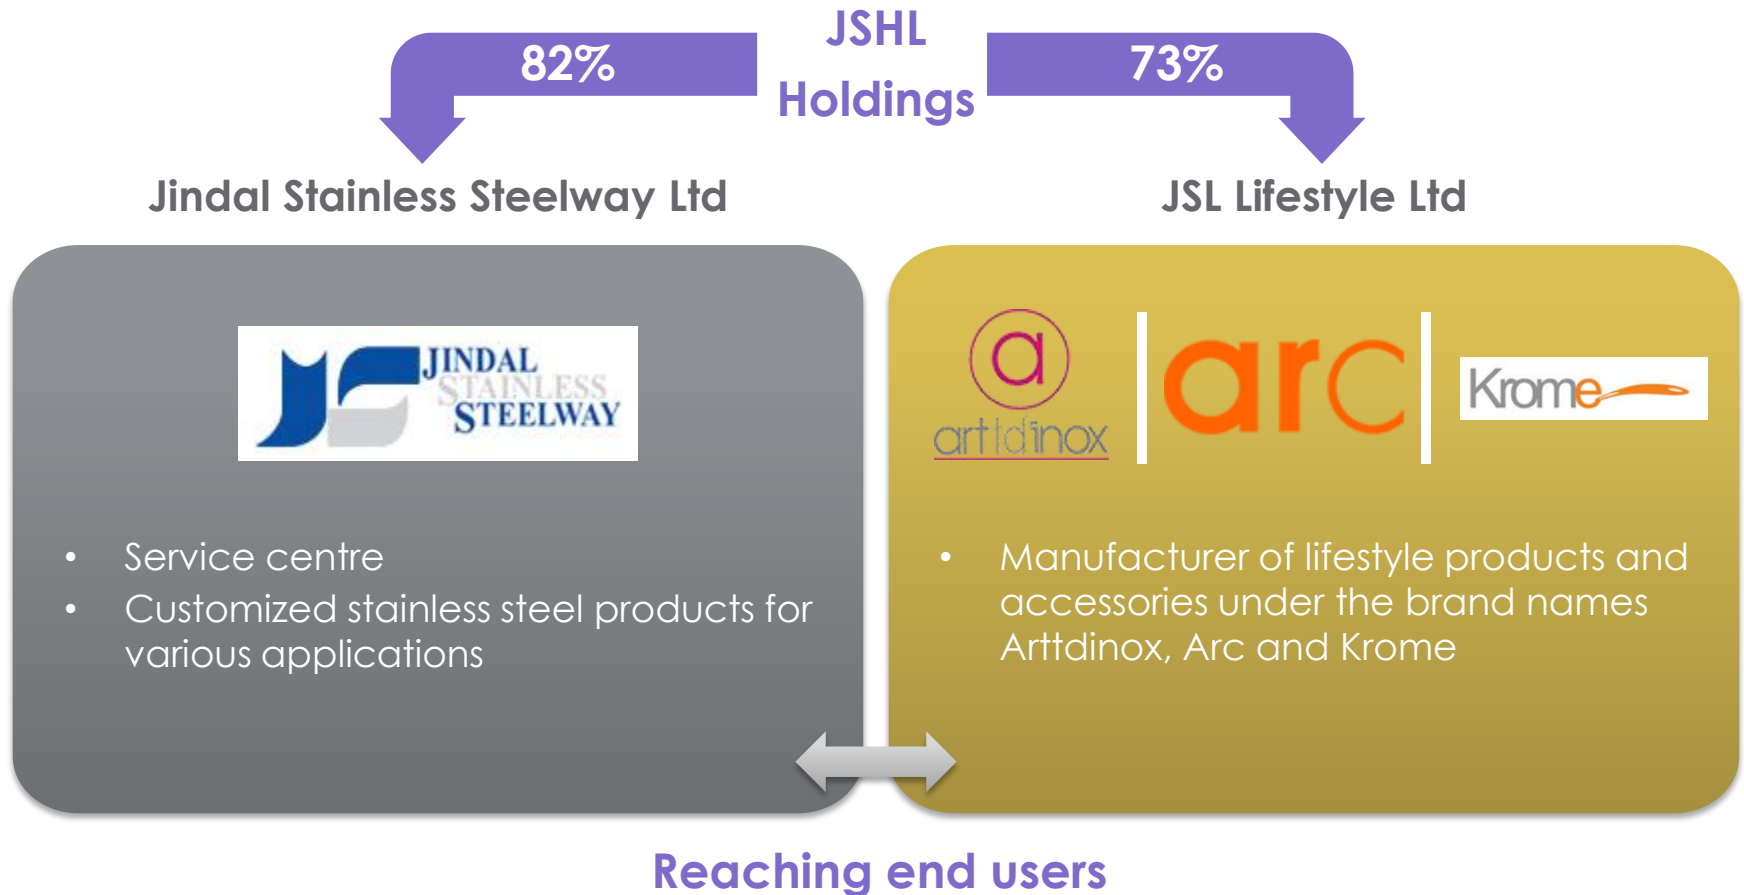 JSHL
Holdings
82%
73%
Jindal Stainless Steelway Ltd
JSL Lifestyle Ltd
JINDAL
STAINLESS
STEELWAY
a
arttdinox
arc
Krome
• Service centre
• Customized stainless steel products for
various applications
• Manufacturer of lifestyle products and
accessories under the brand names
Arttdinox, Arc and Krome
Reaching end users